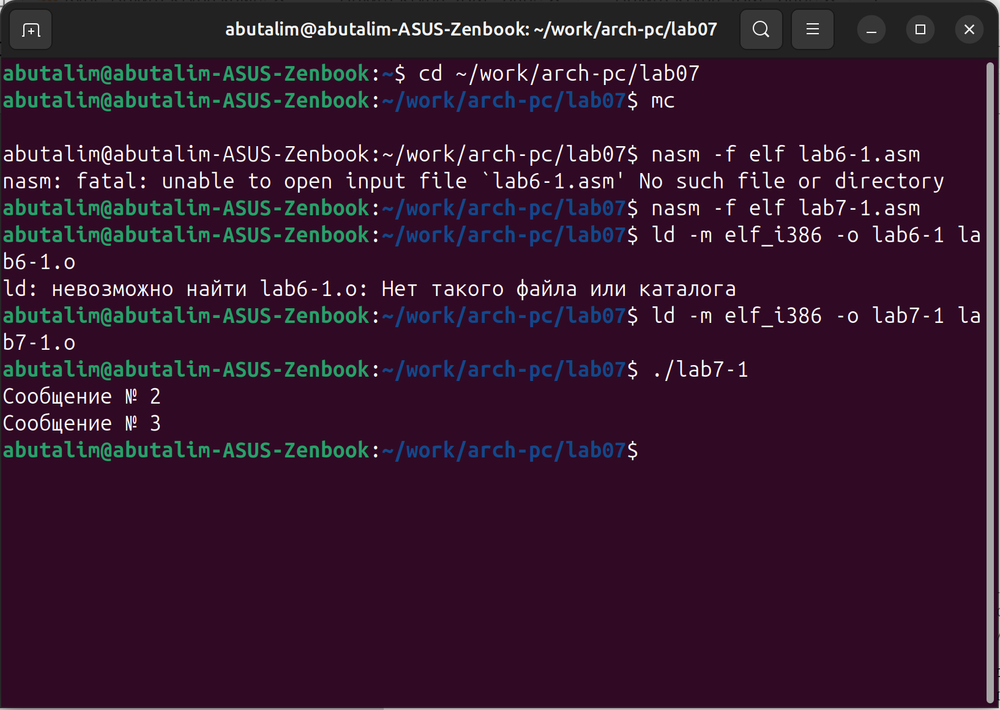 abutalim@abutalim-ASUS-Zenbook: ~/work/arch-pc/lab07
abutalim@abutalim-ASUS-Zenbook:~$ cd ~/work/arch-pc/lab07
abutalim@abutalim-ASUS-Zenbook:~/work/arch-pc/lab07$ mc
abutalim@abutalim-ASUS-Zenbook:~/work/arch-pc/lab07$ nasm -f elf lab6-1.asm
nasm: fatal: unable to open input file `lab6-1.asm' No such file or directory
abutalim@abutalim-ASUS-Zenbook:~/work/arch-pc/lab07$ nasm -f elf lab7-1.asm
abutalim@abutalim-ASUS-Zenbook:~/work/arch-pc/lab07$ ld -m elf_i386 -o lab6-1 la
b6-1.o
ld: невозможно найти lab6-1.o: Нет такого файла или каталога
abutalim@abutalim-ASUS-Zenbook:~/work/arch-pc/lab07$ ld -m elf_i386 -o lab7-1 la
b7-1.o
abutalim@abutalim-ASUS-Zenbook:~/work/arch-pc/lab07$ ./lab7-1
Сообщение № 2
Сообщение № 3
abutalim@abutalim-ASUS-Zenbook:~/work/arch-pc/lab07$